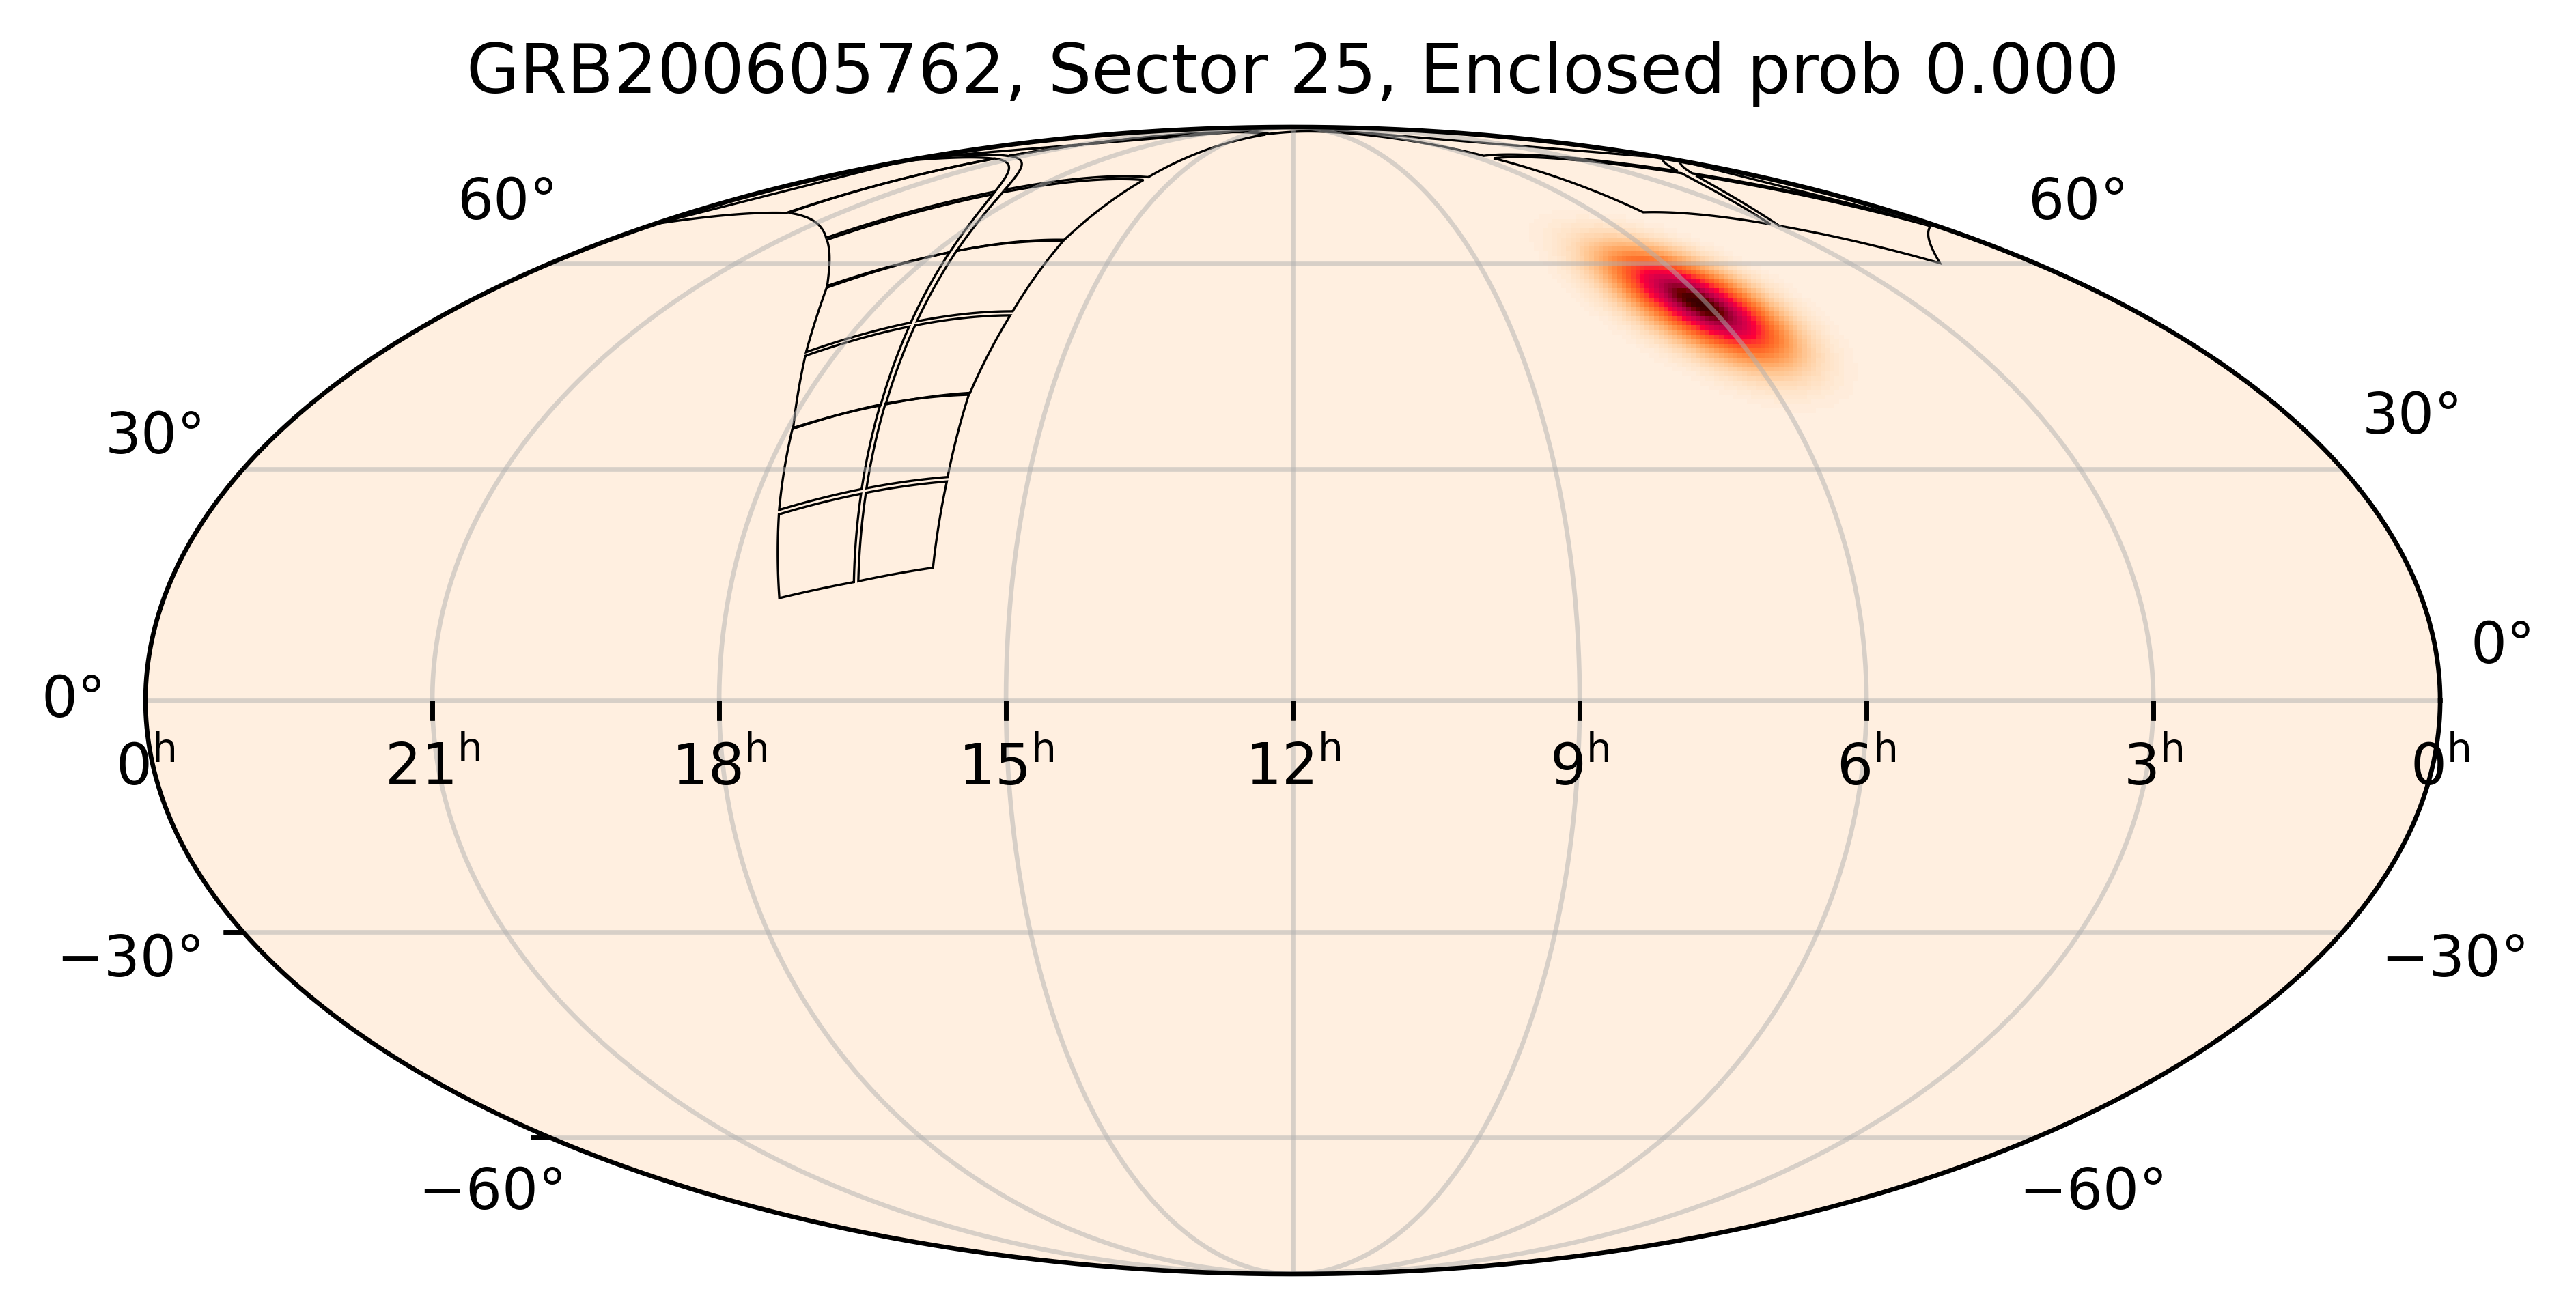 GRB200605762, Sector 25, Enclosed prob 0.000
60° 60°
30° 30°
0° 0°
0h 21h 18h 15h 12h 9h 6h 3h 0h
−30° −30°
−60° −60°